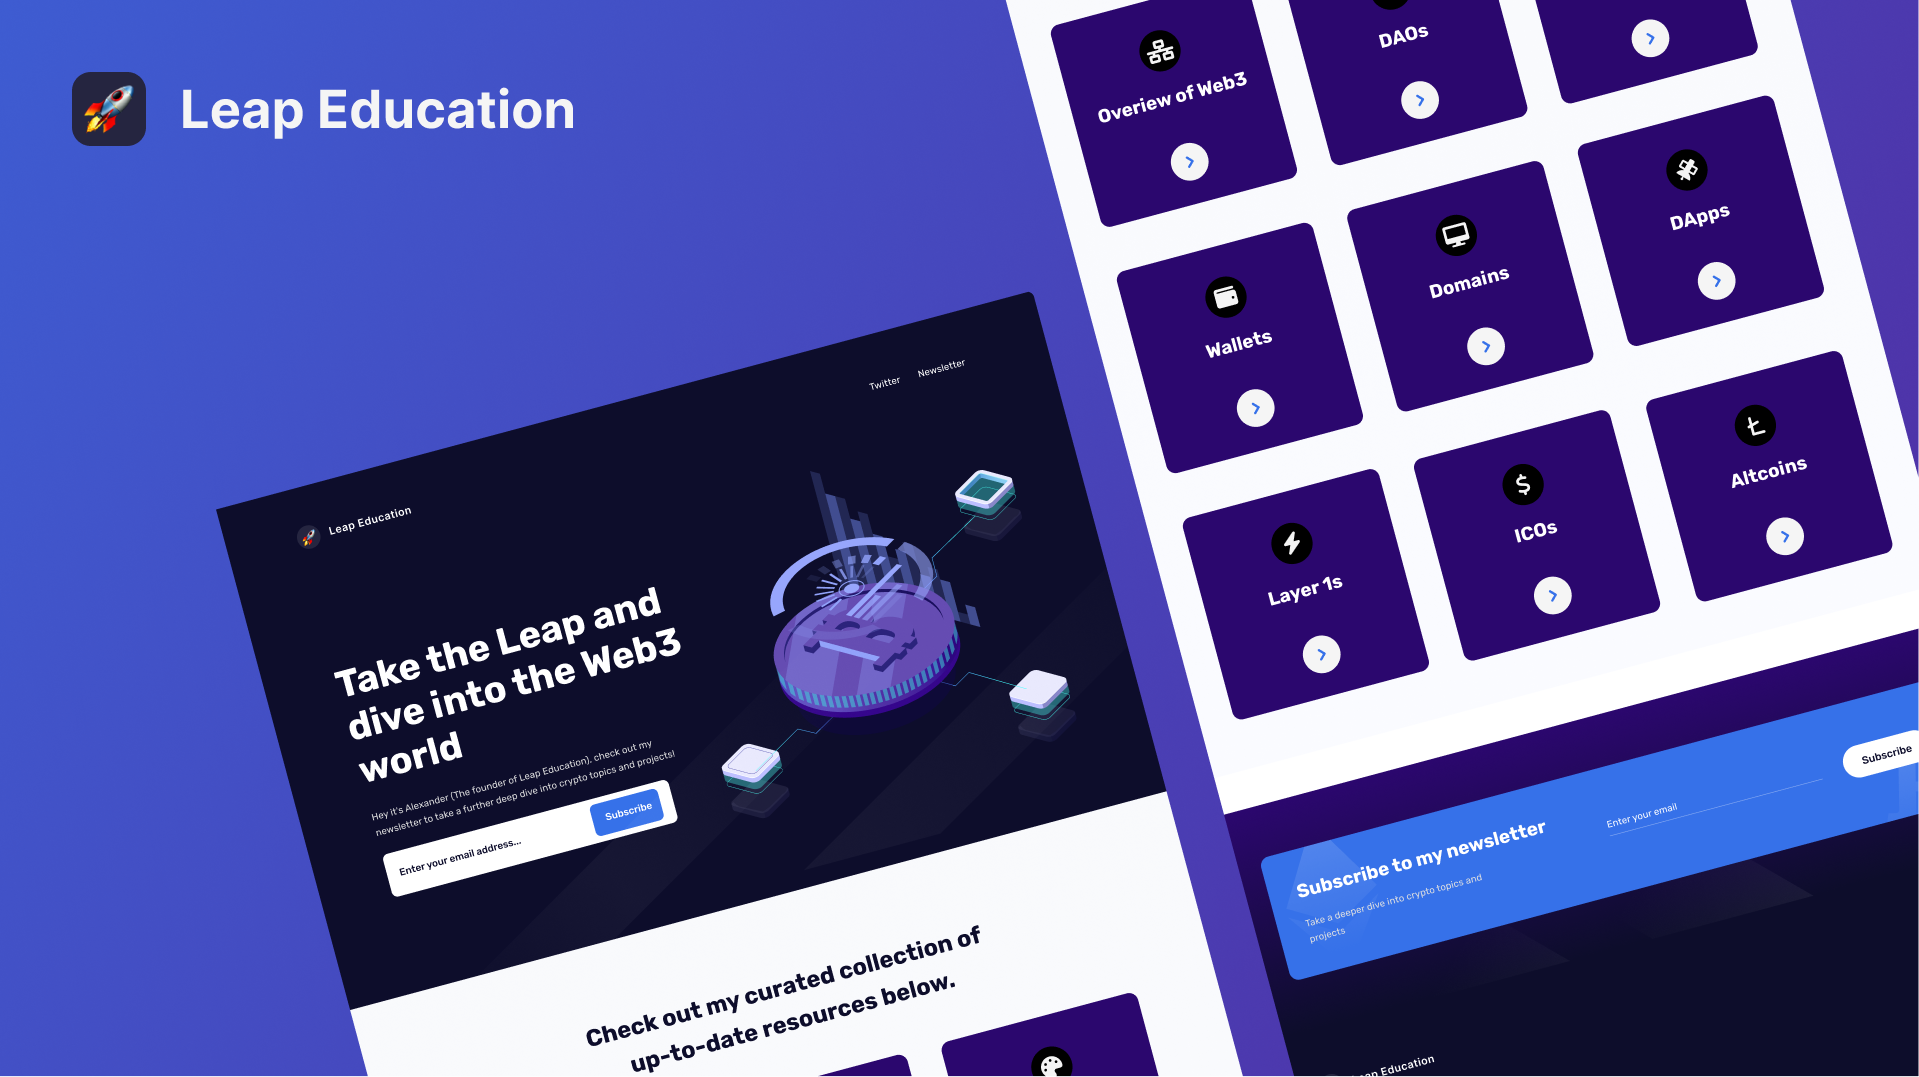 Leap Education
Twitter
Newsletter
Leap Education
Take the Leap and
dive into the Web3
world
Hey it's Alexander (The founder of Leap Education), check out my
newsletter to take a further deep dive into crypto topics and projects!
Enter your email address...
Subscribe
Check out my curated collection of
up-to-date resources below.
Overiew of Web3
DAOs
Wallets
Domains
DApps
Layer 1s
ICOs
Altcoins
Subscribe to my newsletter
Take a deeper dive into crypto topics and
projects
Enter your email
Subscribe
Education